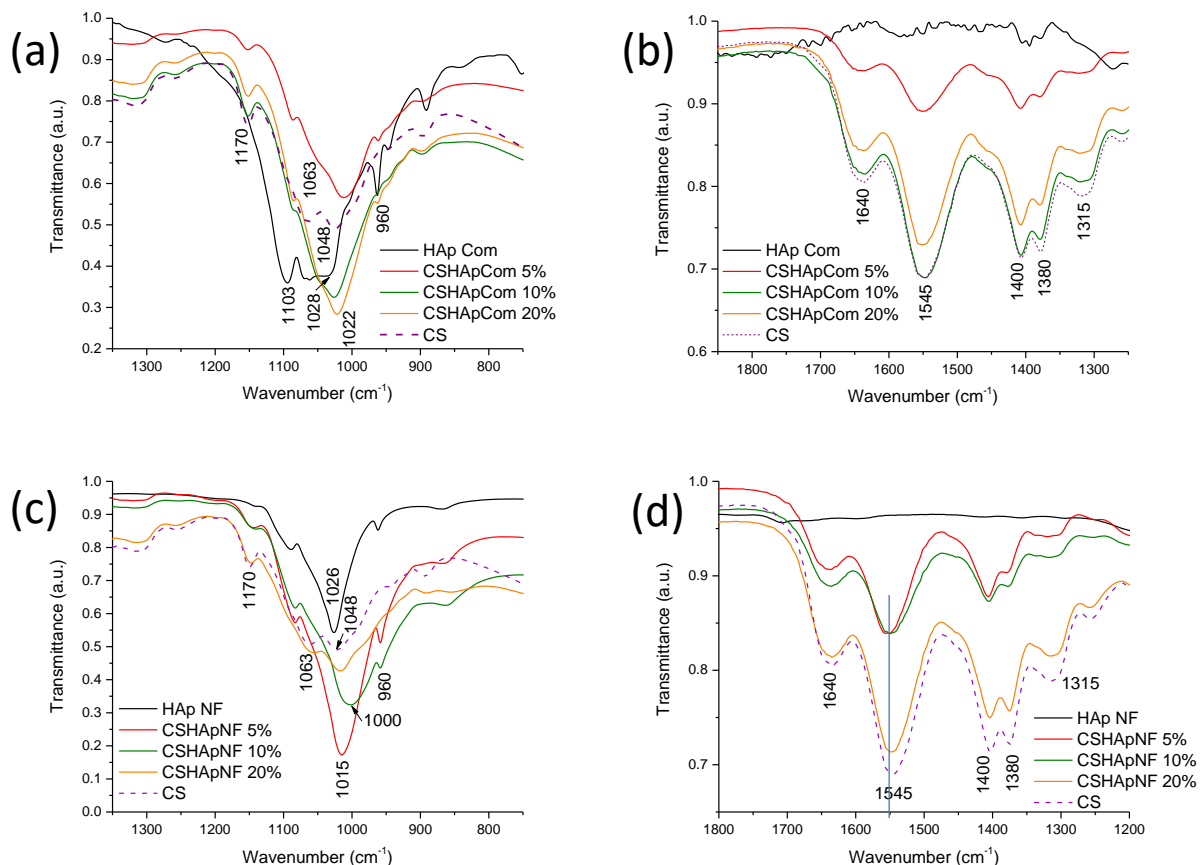 (a)
Transmittance (a.u.)
1.0
0.9
0.8
0.7
0.6
0.5
0.4
0.3
0.2
1170
1063
1048
960
1103
1028
1022
HAp Com
CSHApCom 5%
CSHApCom 10%
CSHApCom 20%
CS
1300 1200 1100 1000 900 800
Wavenumber (cm-1)
(b)
Transmittance (a.u.)
1.0
0.9
0.8
0.7
0.6
1640
1545
1400
1380
1315
HAp Com
CSHApCom 5%
CSHApCom 10%
CSHApCom 20%
CS
1800 1700 1600 1500 1400 1300
Wavenumber (cm-1)
(c)
Transmittance (a.u.)
1.0
0.9
0.8
0.7
0.6
0.5
0.4
0.3
0.2
0.1
0.0
1170
1026
1048
1063
960
1000
1015
HAp NF
CSHApNF 5%
CSHApNF 10%
CSHApNF 20%
CS
1300 1200 1100 1000 900 800
Wavenumber (cm-1)
(d)
Transmittance (a.u.)
1.0
0.9
0.8
0.7
1640
1545
1400
1380
1315
HAp NF
CSHApNF 5%
CSHApNF 10%
CSHApNF 20%
CS
1800 1700 1600 1500 1400 1300 1200
Wavenumber (cm-1)